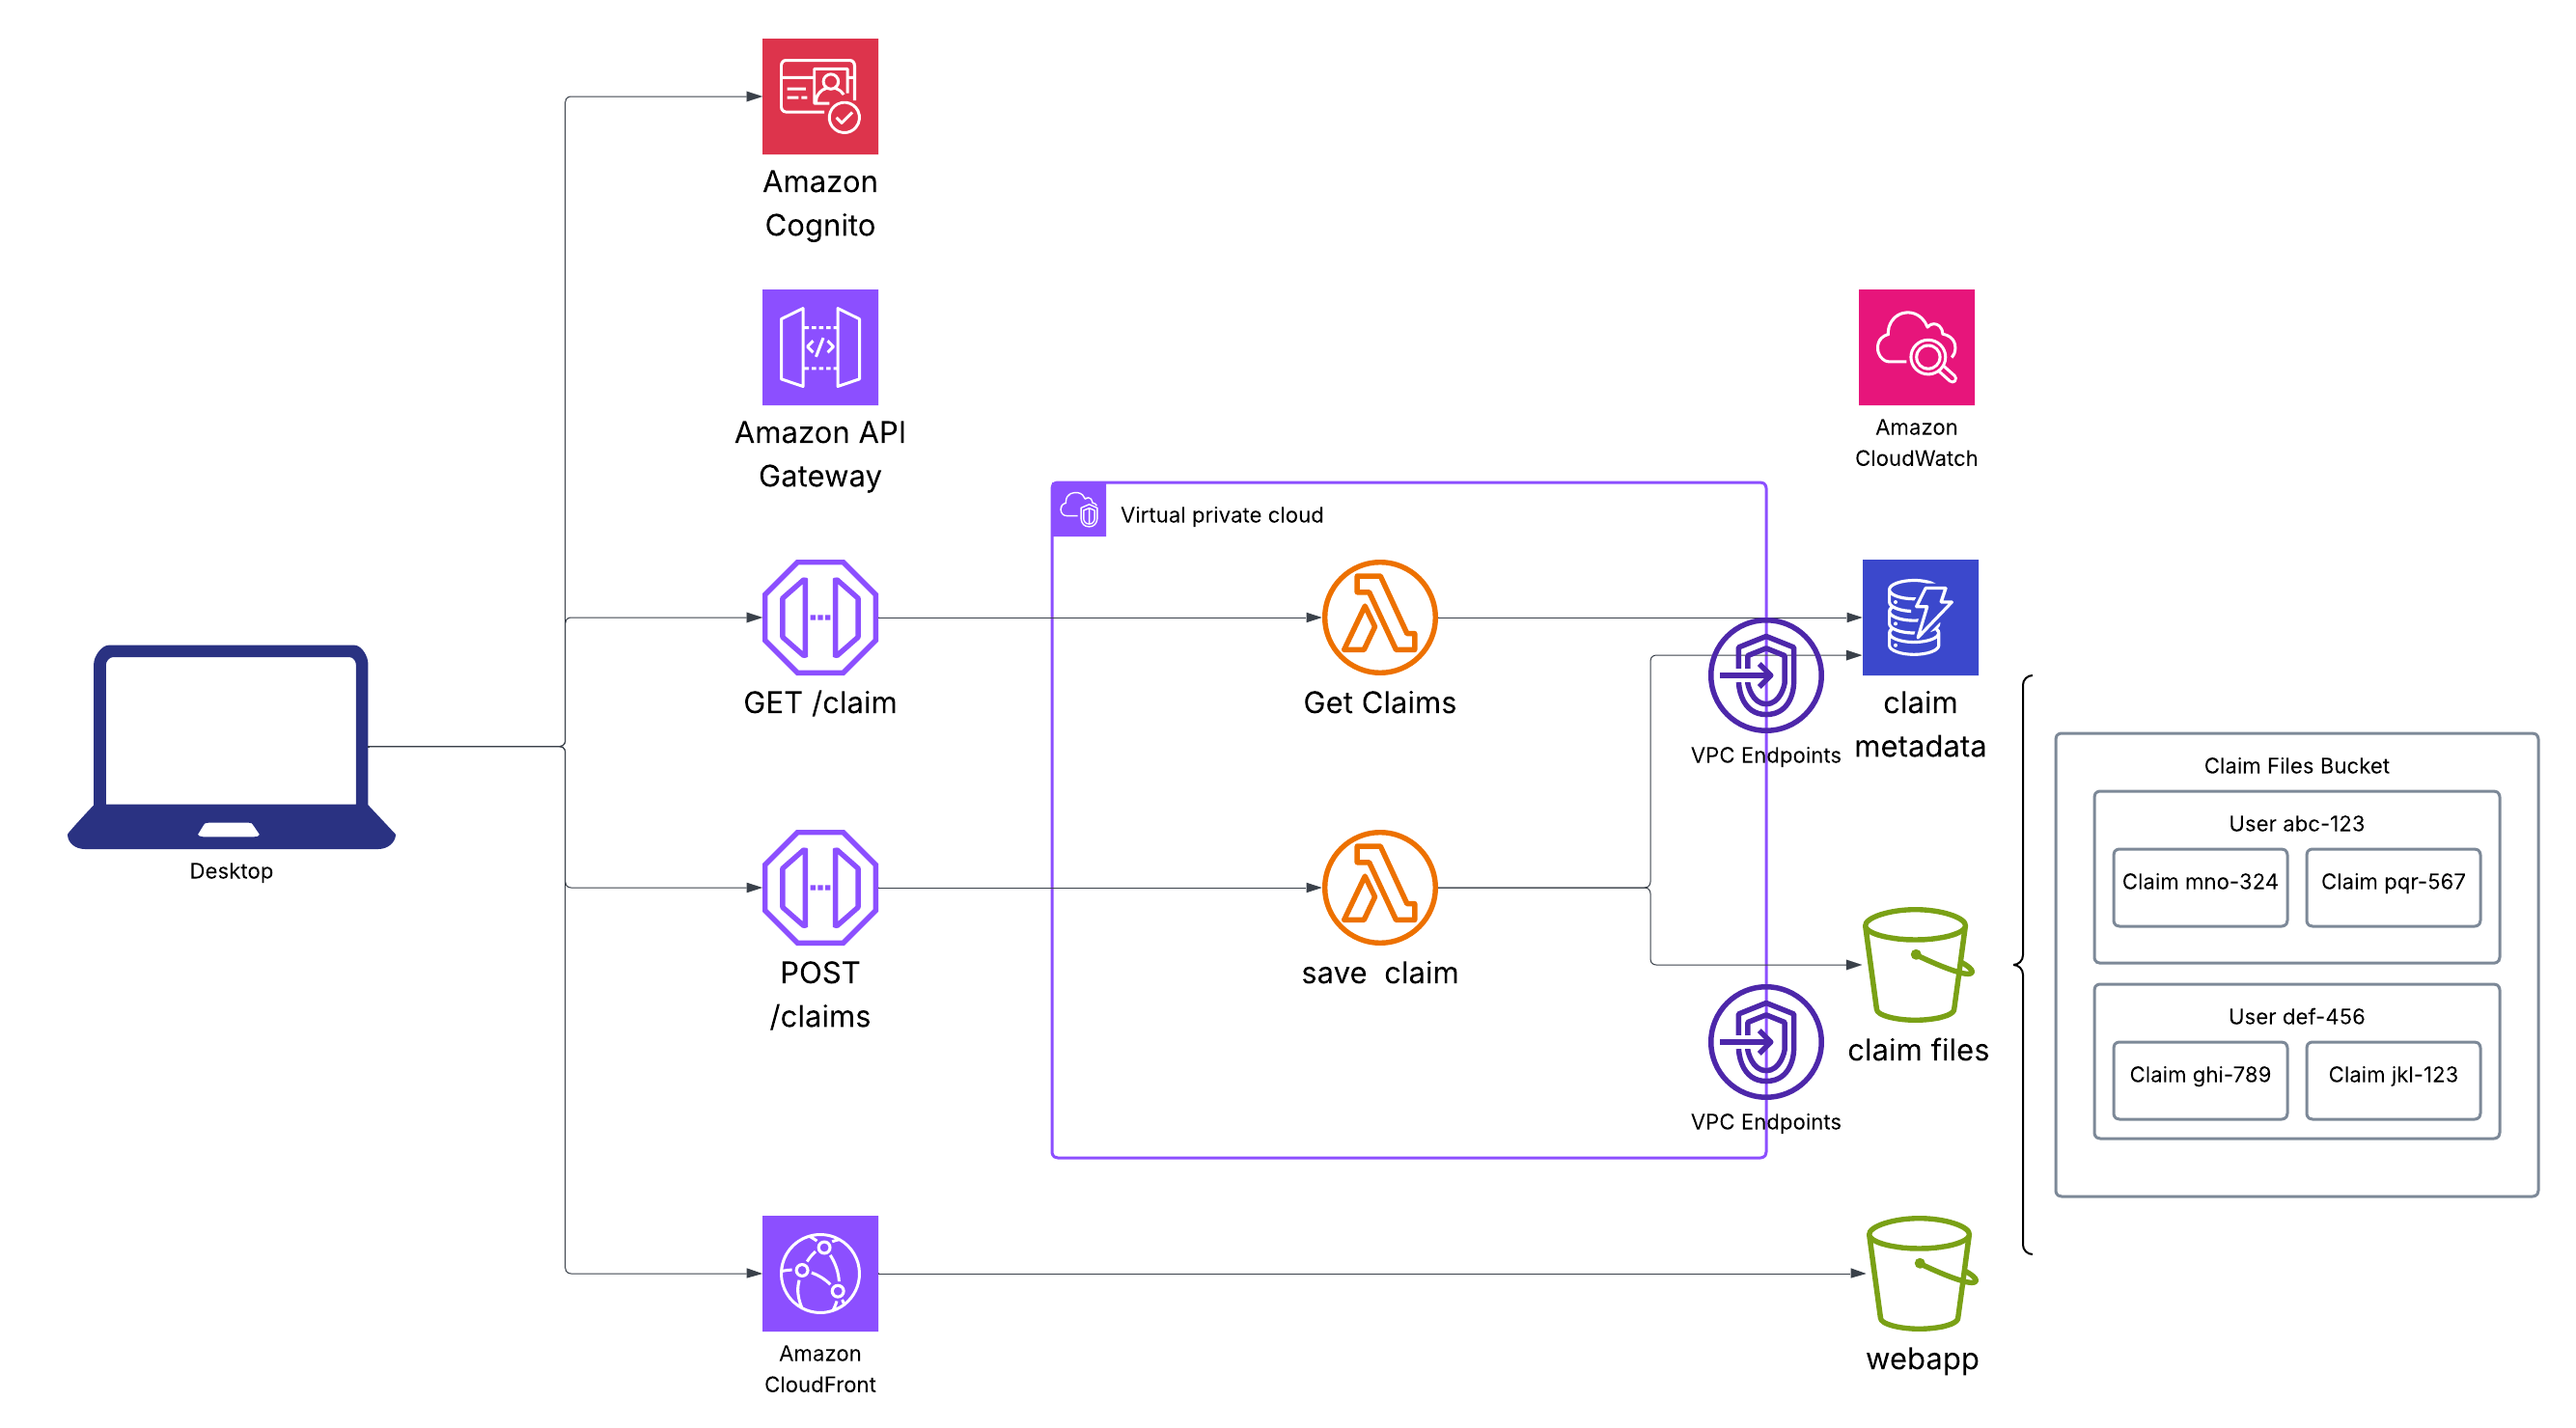 Amazon
Cognito
Amazon API
Gateway
Amazon
CloudWatch
Virtual private cloud
GET /claim
Get Claims
VPC Endpoints
claim
metadata
Desktop
POST
/claims
save  claim
VPC Endpoints
claim files
Claim Files Bucket
User abc-123
Claim mno-324
Claim pqr-567
User def-456
Claim ghi-789
Claim jkl-123
Amazon
CloudFront
webapp